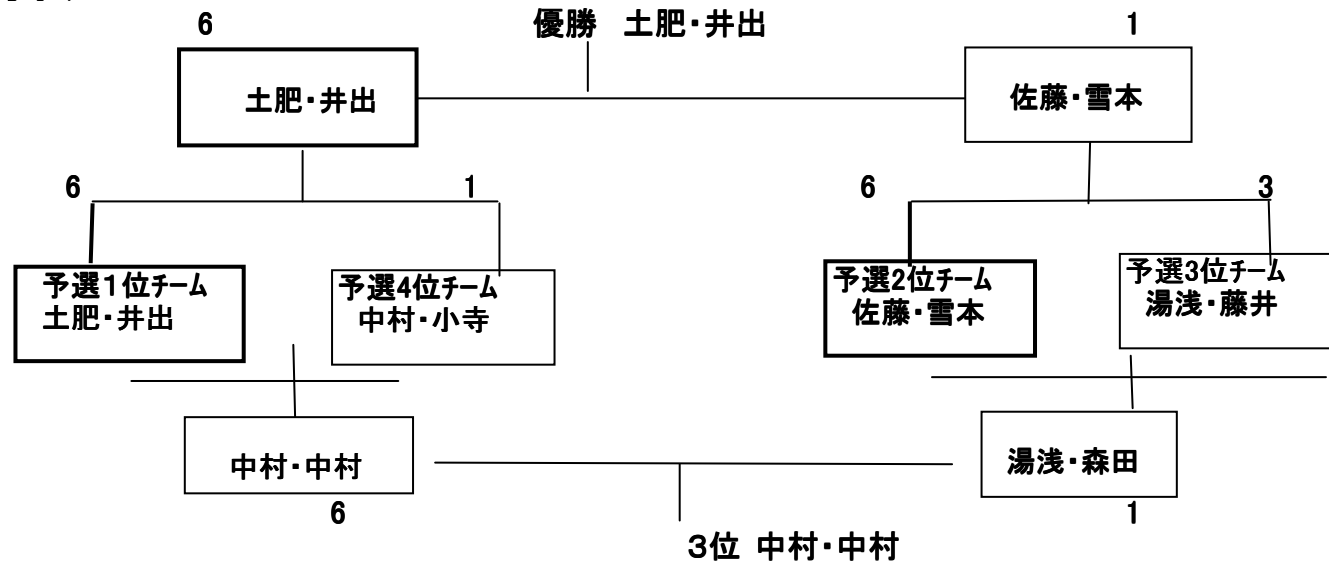 6
優勝 土肥・井出
1
土肥・井出
佐藤・雪本
6
1
6
3
予選1位チーム
土肥・井出
予選4位チーム
中村・小寺
予選2位チーム
佐藤・雪本
予選3位チーム
湯浅・藤井
中村・中村
湯浅・森田
6
1
3位 中村・中村